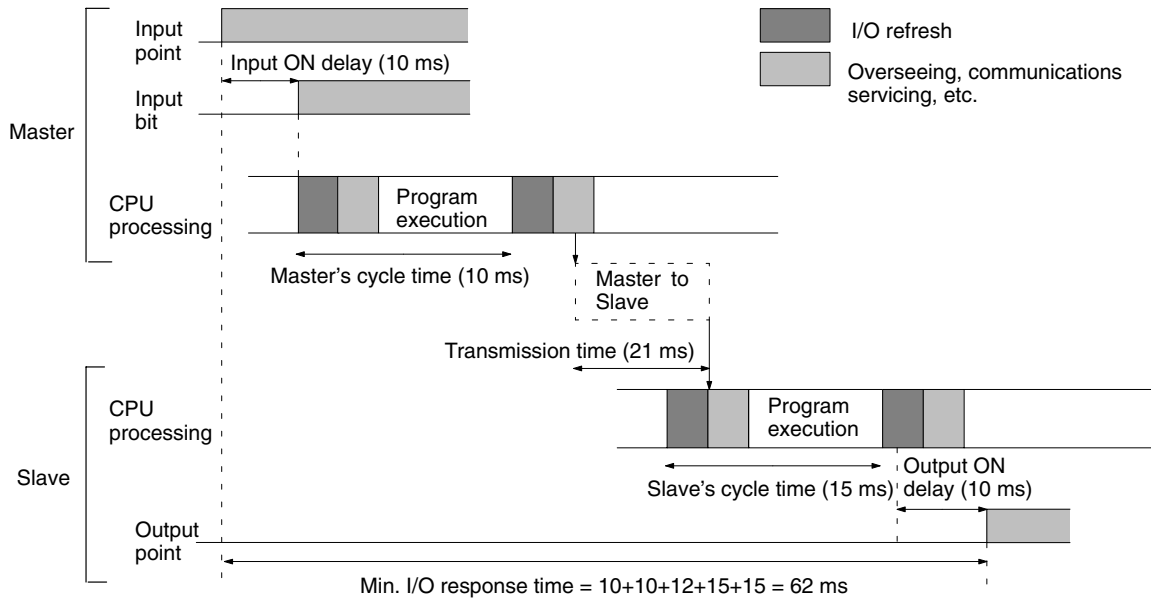 Input
point
I/O refresh
Input ON delay (10 ms)
Overseeing, communications
servicing, etc.
Input
bit
Master
CPU
processing
Program
execution
Master's cycle time (10 ms)
Master to
Slave
Transmission time (21 ms)
CPU
processing
Program
execution
Slave
Slave's cycle time (15 ms)
Output ON
delay (10 ms)
Output
point
Min. I/O response time = 10+10+12+15+15 = 62 ms